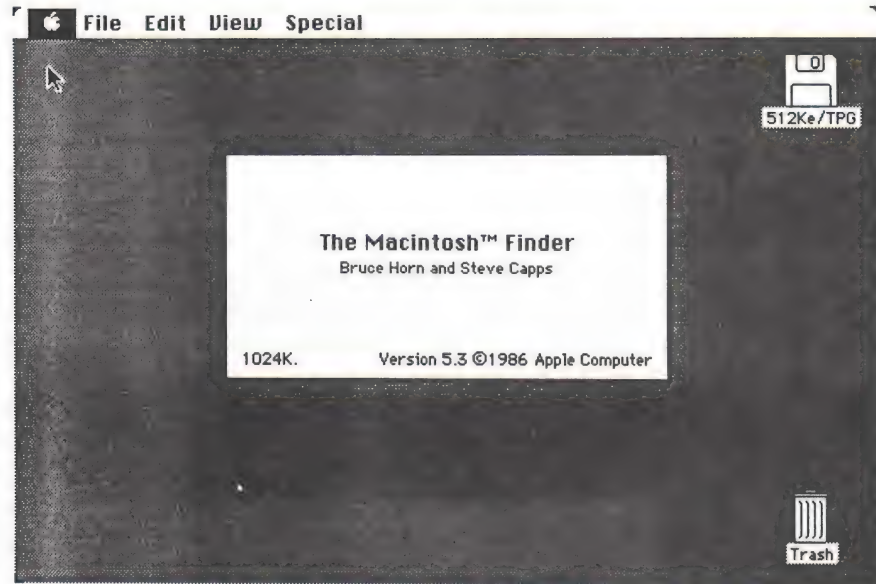 File Edit View Special
512Ke/TPG
The Macintosh™ Finder
Bruce Horn and Steve Capps
1024K. Version 5.3 ©1986 Apple Computer
Trash